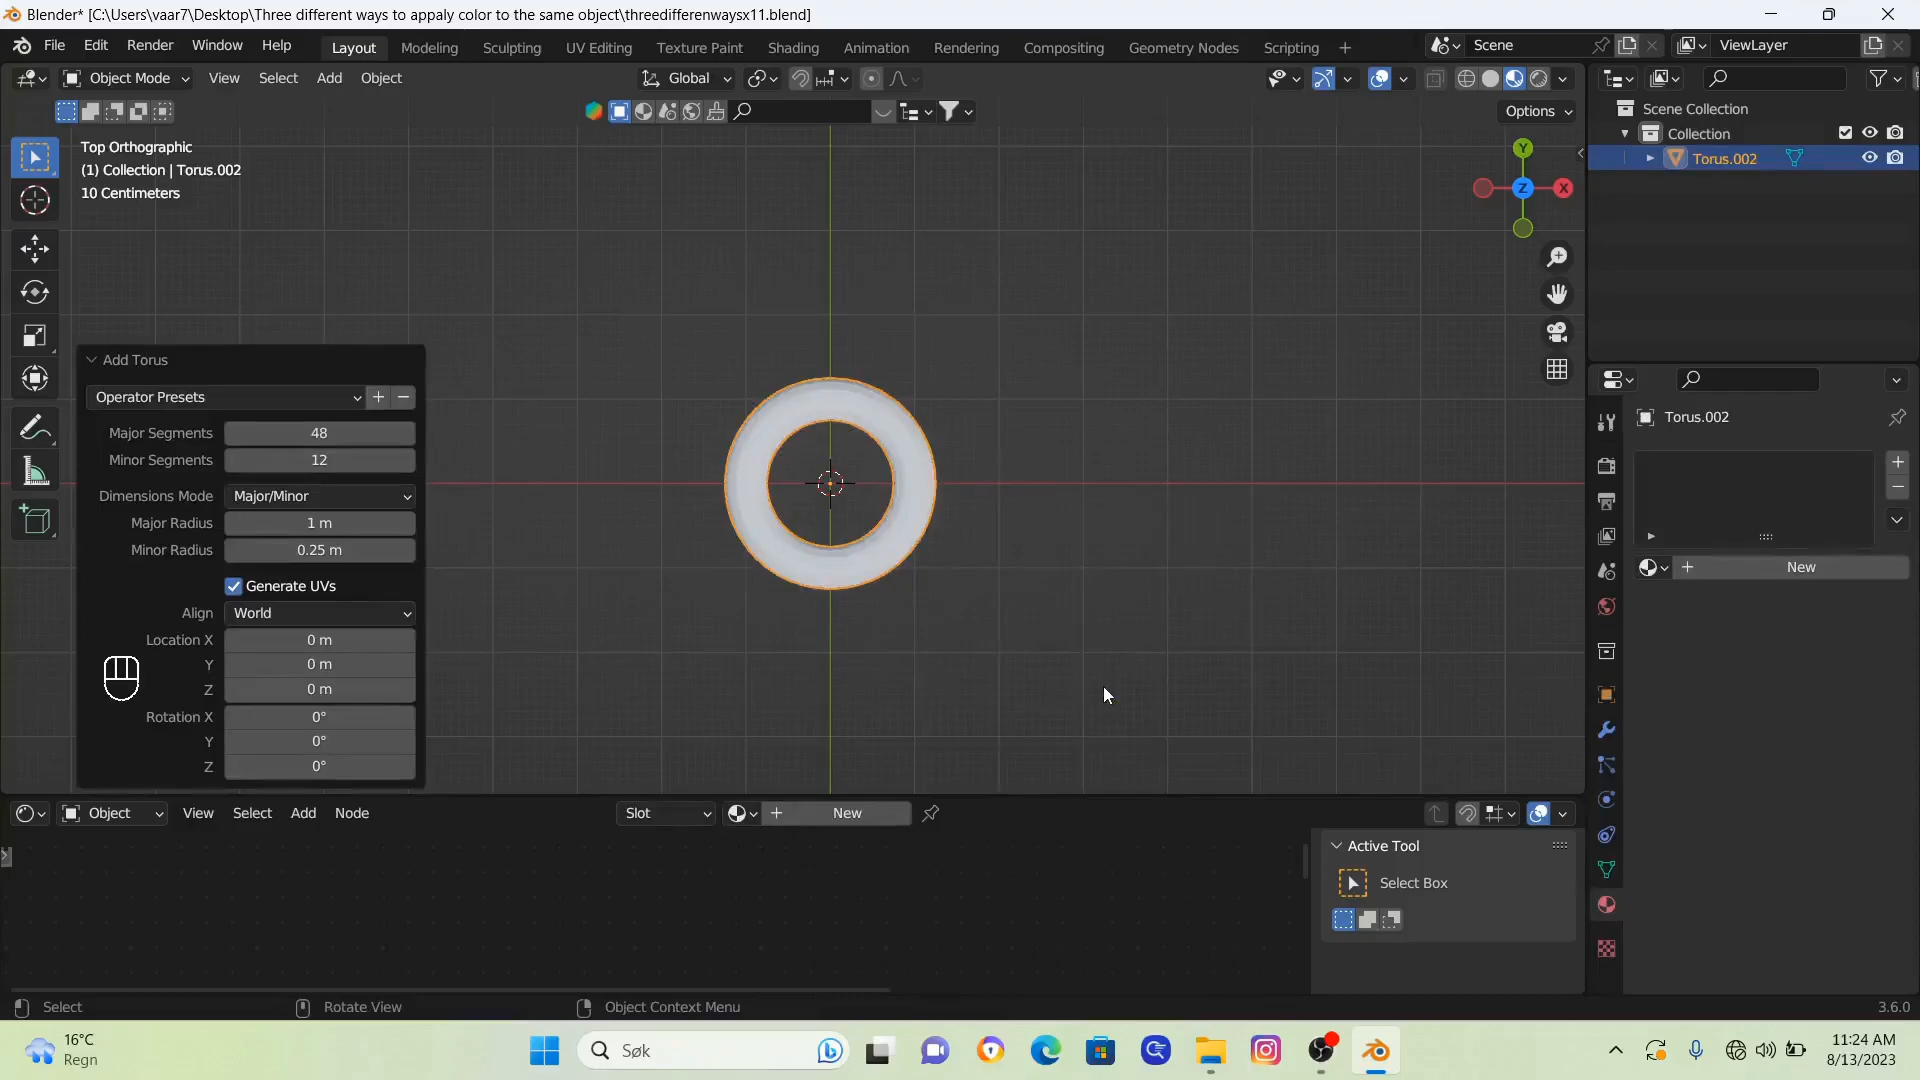 Blender* [C:\Users\vaar7\Desktop\Three different ways to appaly color to the same object\threedifferenwaysx11.blend]
File Edit Render Window Help
Layout Modeling Sculpting UV Editing Texture Paint Shading Animation Rendering Compositing Geometry Nodes Scripting +
Scene
ViewLayer
Object Mode View Select Add Object
Global
Options
Top Orthographic
(1) Collection | Torus.002
10 Centimeters
Y
X
Z
Scene Collection
Collection
Torus.002
Add Torus
Operator Presets
Major Segments 48
Minor Segments 12
Dimensions Mode Major/Minor
Major Radius 1 m
Minor Radius 0.25 m
Generate UVs
Align World
Location X 0 m
Y 0 m
Z 0 m
Rotation X 0°
Y 0°
Z 0°
Torus.002
New
Object View Select Add Node
Slot
New
Active Tool
Select Box
Select
Rotate View
Object Context Menu
3.6.0
16°C
Regn
Søk
11:24 AM
8/13/2023